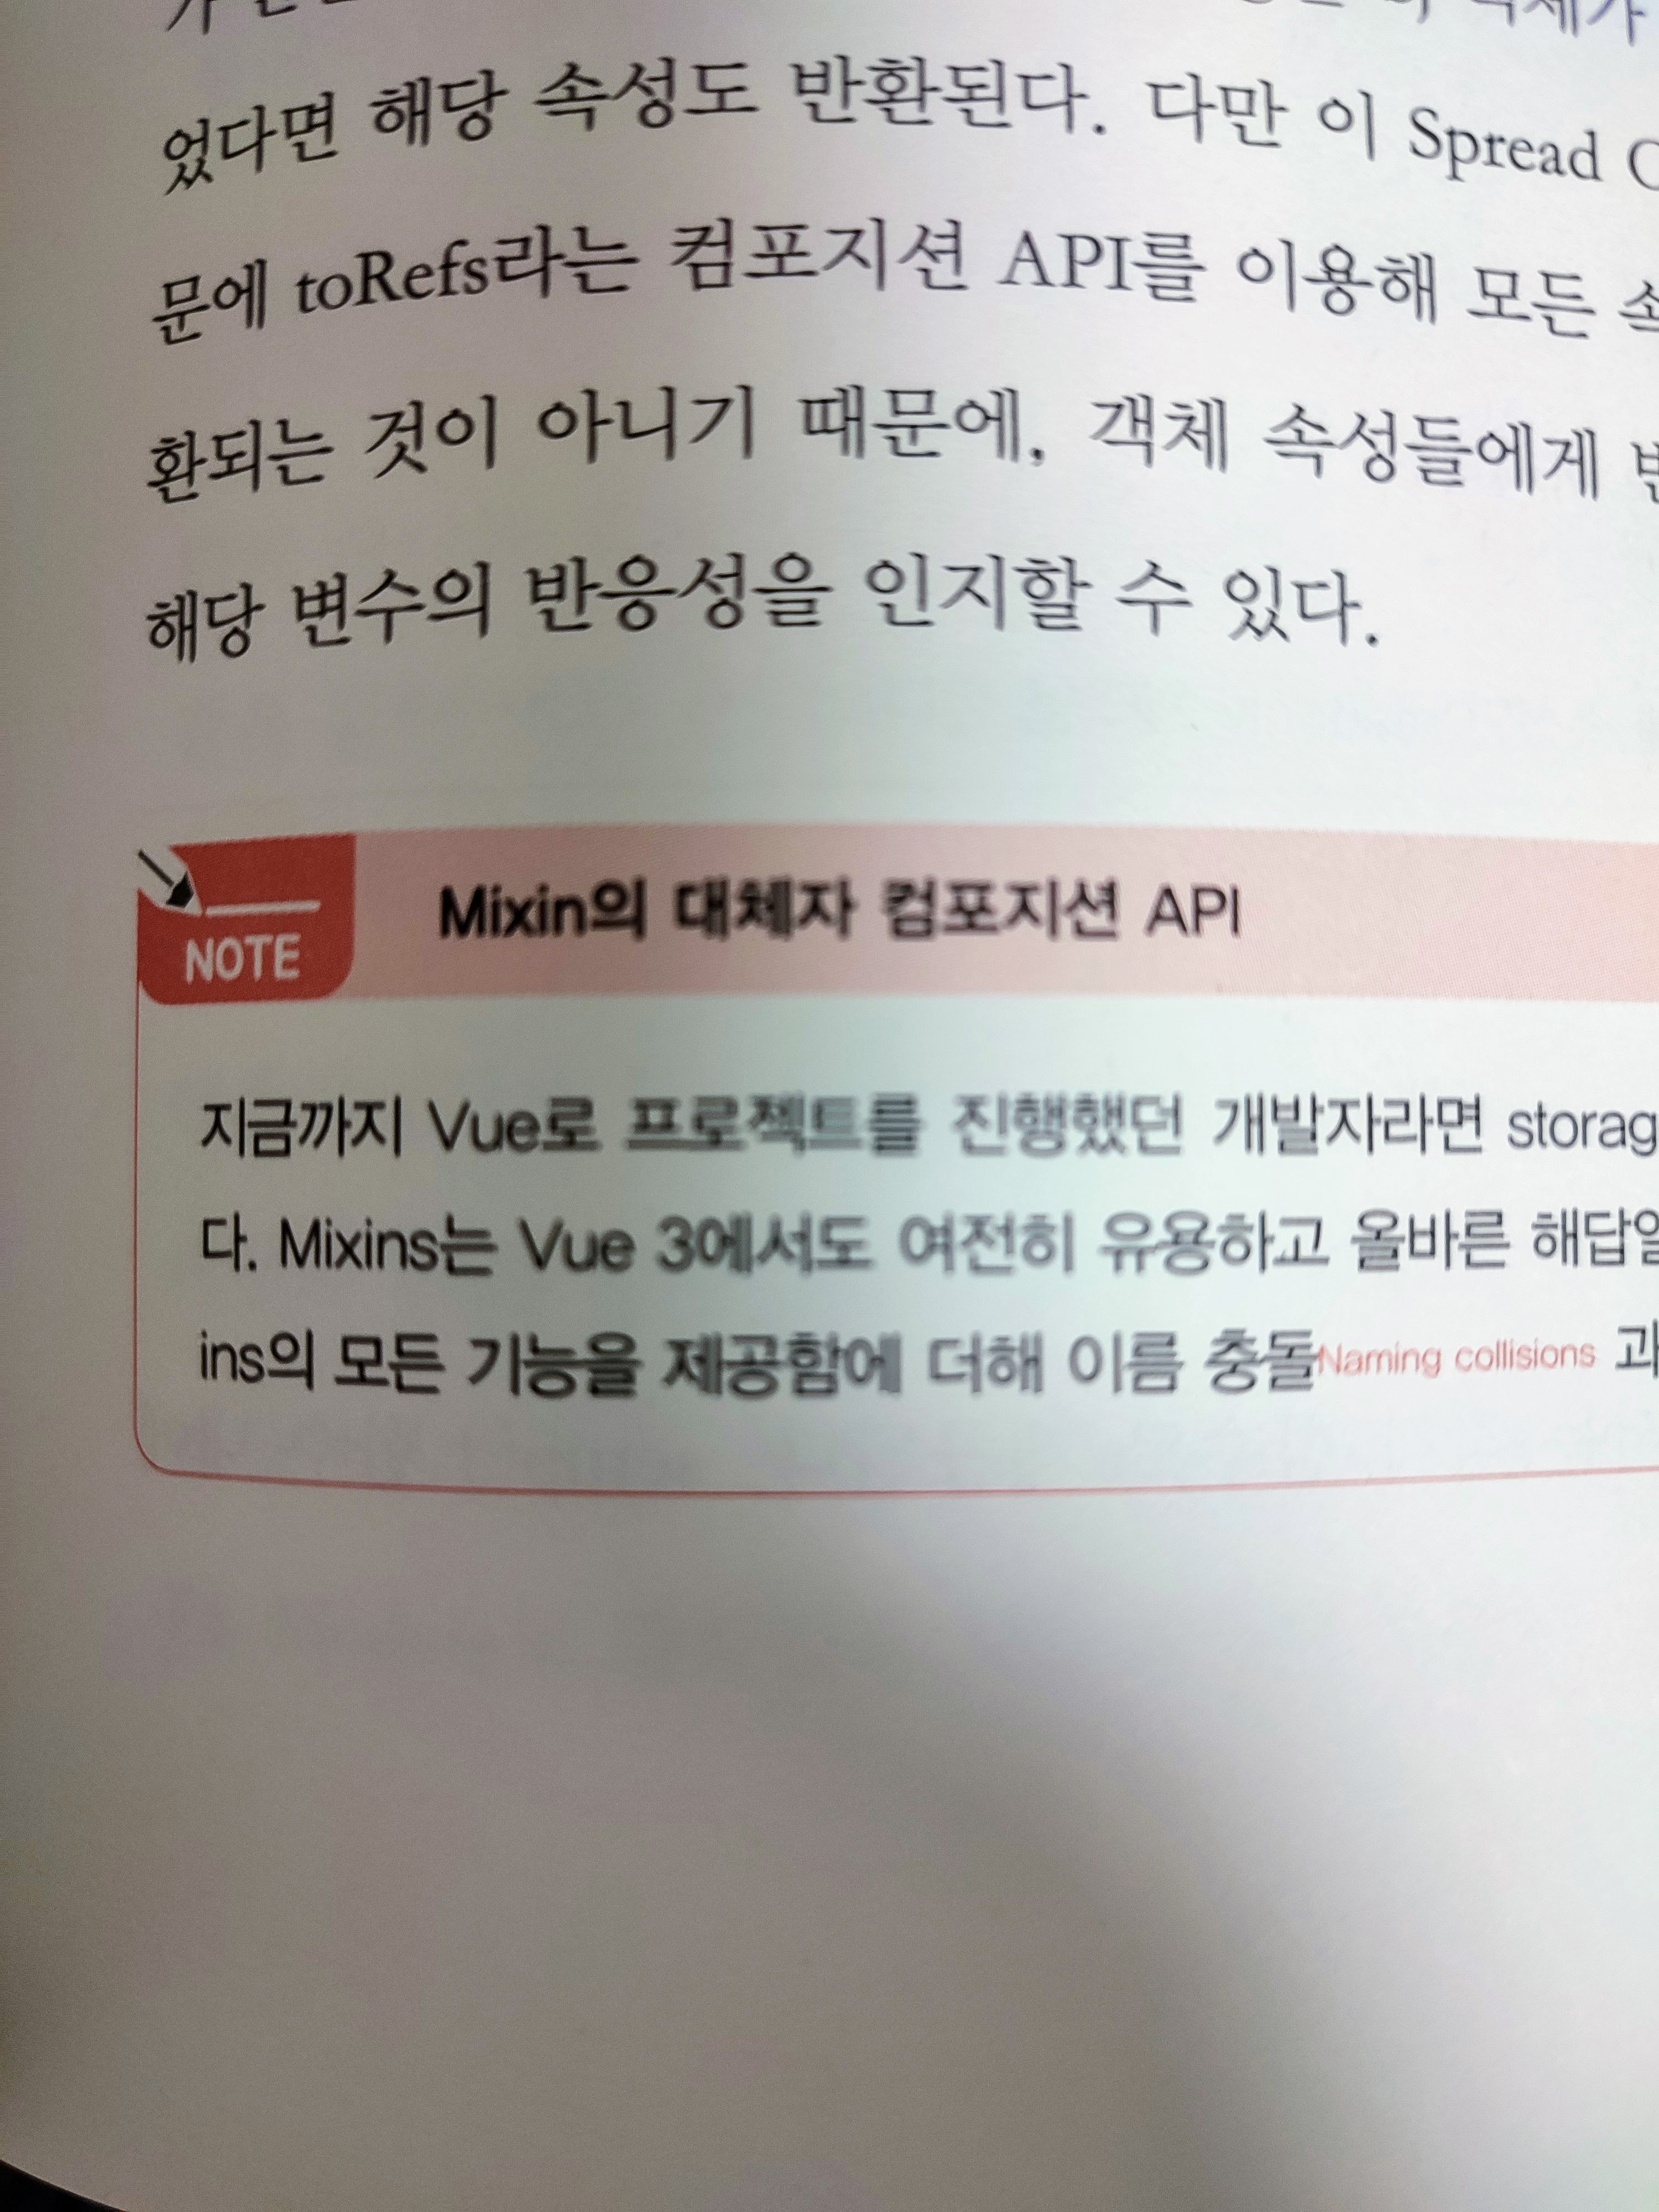 었다면 해당 속성도 반환된다. 다만 이 Spread
문에 toRefs라는 컴포지션 API를 이용해 모든
환되는 것이 아니기 때문에, 객체 속성들에게
해당 변수의 반응성을 인지할 수 있다.
NOTE
Mixin의 대체자 컴포지션 API
지금까지 Vue로 프로젝트를 진행했던 개발자라면 storag
다. Mixins는 Vue 3에서도 여전히 유용하고 올바른 해답일
ins의 모든 기능을 제공함에 더해 이름 충돌Naming collisions 과